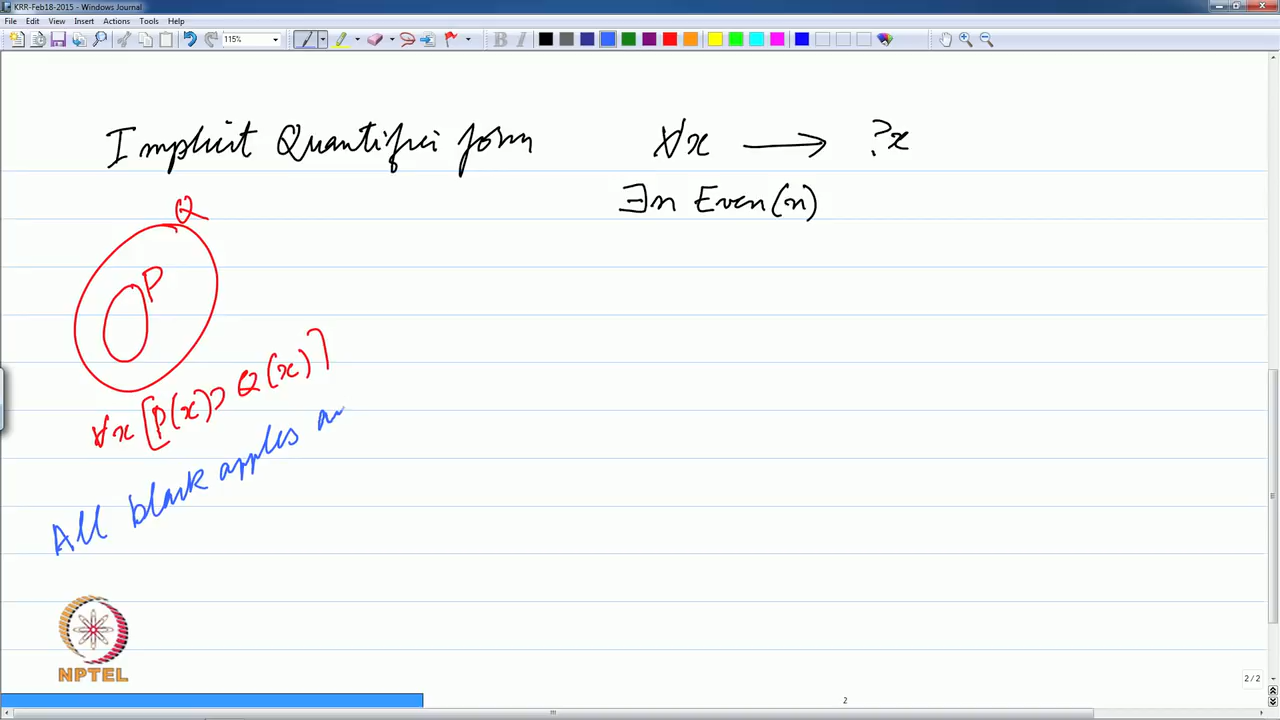 KRR-Feb18-2015 - Windows Journal
File Edit View Insert Actions Tools Help
115%
B I
Implicit Quantifier form ∀x → ?x
∃n Even(n)
Q
P
∀x [P(x) ⊃ Q(x)]
All black apples
NPTEL
2 / 2
2